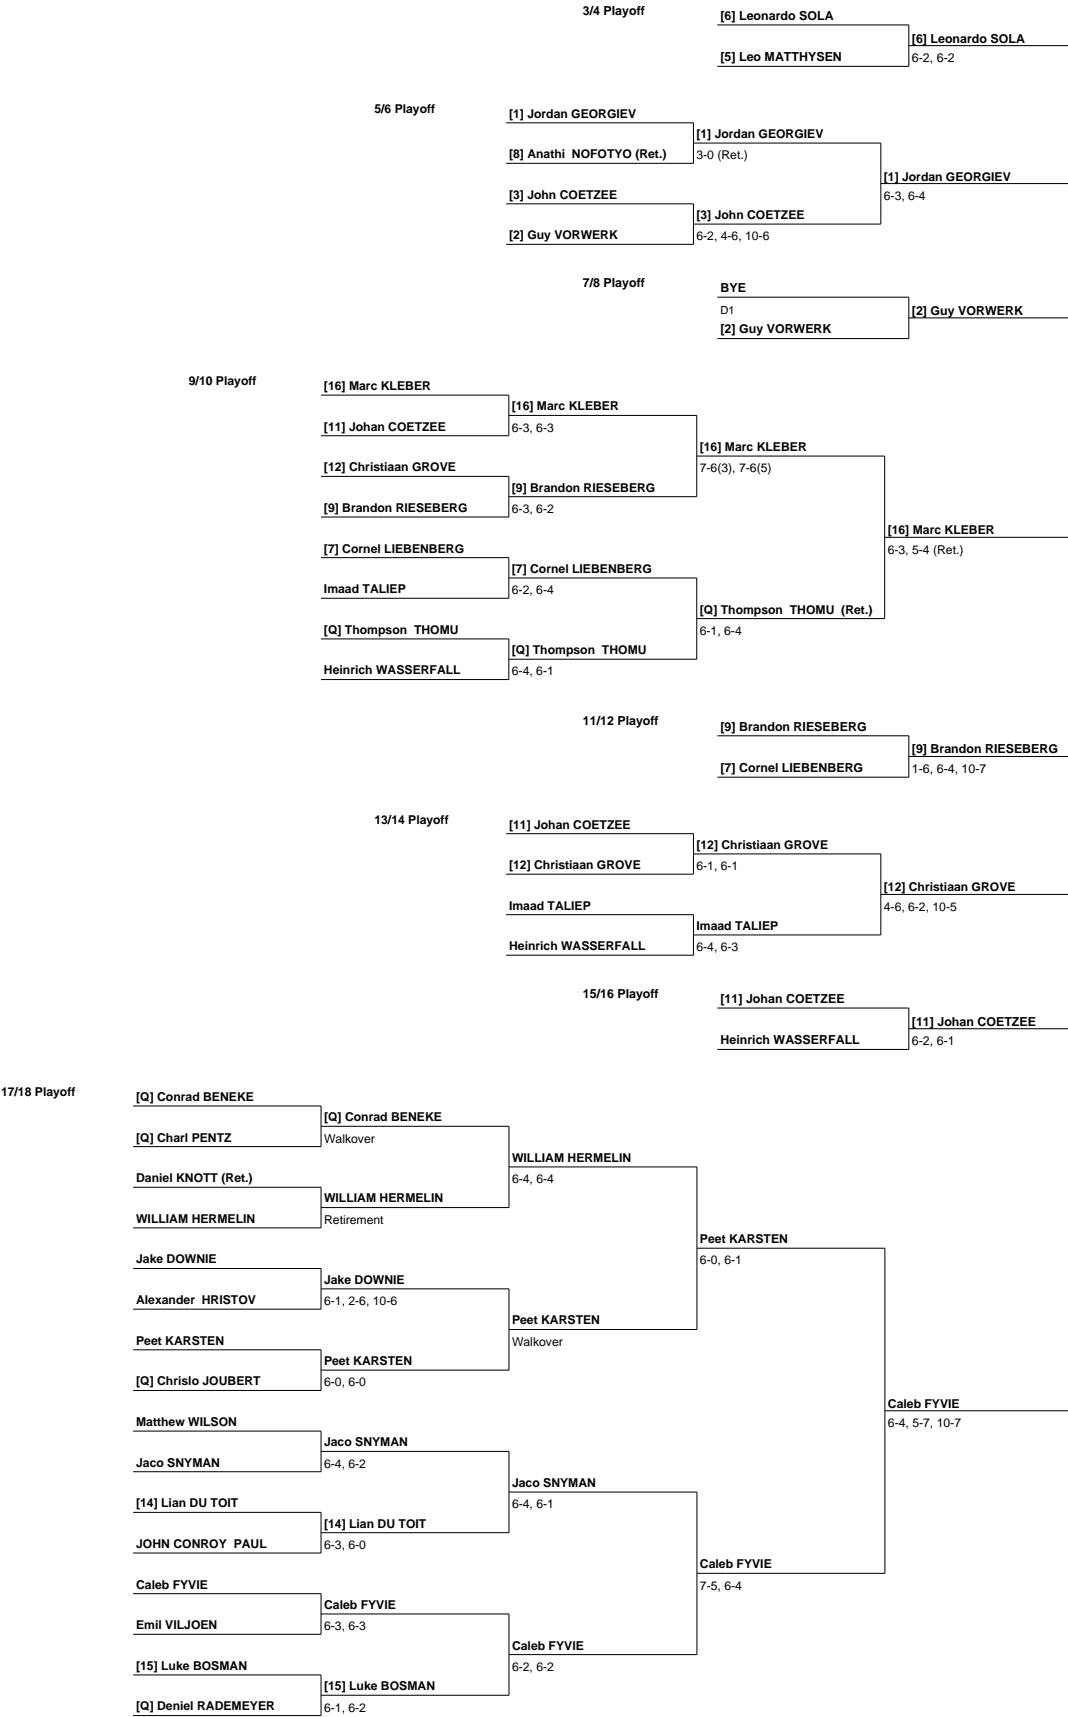 3/4 Playoff
[6] Leonardo SOLA
[6] Leonardo SOLA
[5] Leo MATTHYSEN
6-2, 6-2
5/6 Playoff
[1] Jordan GEORGIEV
[1] Jordan GEORGIEV
[8] Anathi NOFOTYO (Ret.)
3-0 (Ret.)
[1] Jordan GEORGIEV
[3] John COETZEE
6-3, 6-4
[3] John COETZEE
[2] Guy VORWERK
6-2, 4-6, 10-6
7/8 Playoff
BYE
D1
[2] Guy VORWERK
[2] Guy VORWERK
9/10 Playoff
[16] Marc KLEBER
[16] Marc KLEBER
[11] Johan COETZEE
6-3, 6-3
[16] Marc KLEBER
[12] Christiaan GROVE
7-6(3), 7-6(5)
[9] Brandon RIESEBERG
[9] Brandon RIESEBERG
6-3, 6-2
[16] Marc KLEBER
[7] Cornel LIEBENBERG
6-3, 5-4 (Ret.)
[7] Cornel LIEBENBERG
Imaad TALIEP
6-2, 6-4
[Q] Thompson THOMU (Ret.)
[Q] Thompson THOMU
6-1, 6-4
[Q] Thompson THOMU
Heinrich WASSERFALL
6-4, 6-1
11/12 Playoff
[9] Brandon RIESEBERG
[9] Brandon RIESEBERG
[7] Cornel LIEBENBERG
1-6, 6-4, 10-7
13/14 Playoff
[11] Johan COETZEE
[12] Christiaan GROVE
[12] Christiaan GROVE
6-1, 6-1
[12] Christiaan GROVE
Imaad TALIEP
4-6, 6-2, 10-5
Imaad TALIEP
Heinrich WASSERFALL
6-4, 6-3
15/16 Playoff
[11] Johan COETZEE
[11] Johan COETZEE
Heinrich WASSERFALL
6-2, 6-1
17/18 Playoff
[Q] Conrad BENEKE
[Q] Conrad BENEKE
[Q] Charl PENTZ
Walkover
WILLIAM HERMELIN
Daniel KNOTT (Ret.)
6-4, 6-4
WILLIAM HERMELIN
WILLIAM HERMELIN
Retirement
Peet KARSTEN
Jake DOWNIE
6-0, 6-1
Jake DOWNIE
Alexander HRISTOV
6-1, 2-6, 10-6
Peet KARSTEN
Peet KARSTEN
Walkover
Peet KARSTEN
[Q] Chrislo JOUBERT
6-0, 6-0
Caleb FYVIE
Matthew WILSON
6-4, 5-7, 10-7
Jaco SNYMAN
Jaco SNYMAN
6-4, 6-2
Jaco SNYMAN
[14] Lian DU TOIT
6-4, 6-1
[14] Lian DU TOIT
JOHN CONROY PAUL
6-3, 6-0
Caleb FYVIE
Caleb FYVIE
7-5, 6-4
Caleb FYVIE
Emil VILJOEN
6-3, 6-3
Caleb FYVIE
[15] Luke BOSMAN
6-2, 6-2
[15] Luke BOSMAN
[Q] Deniel RADEMEYER
6-1, 6-2